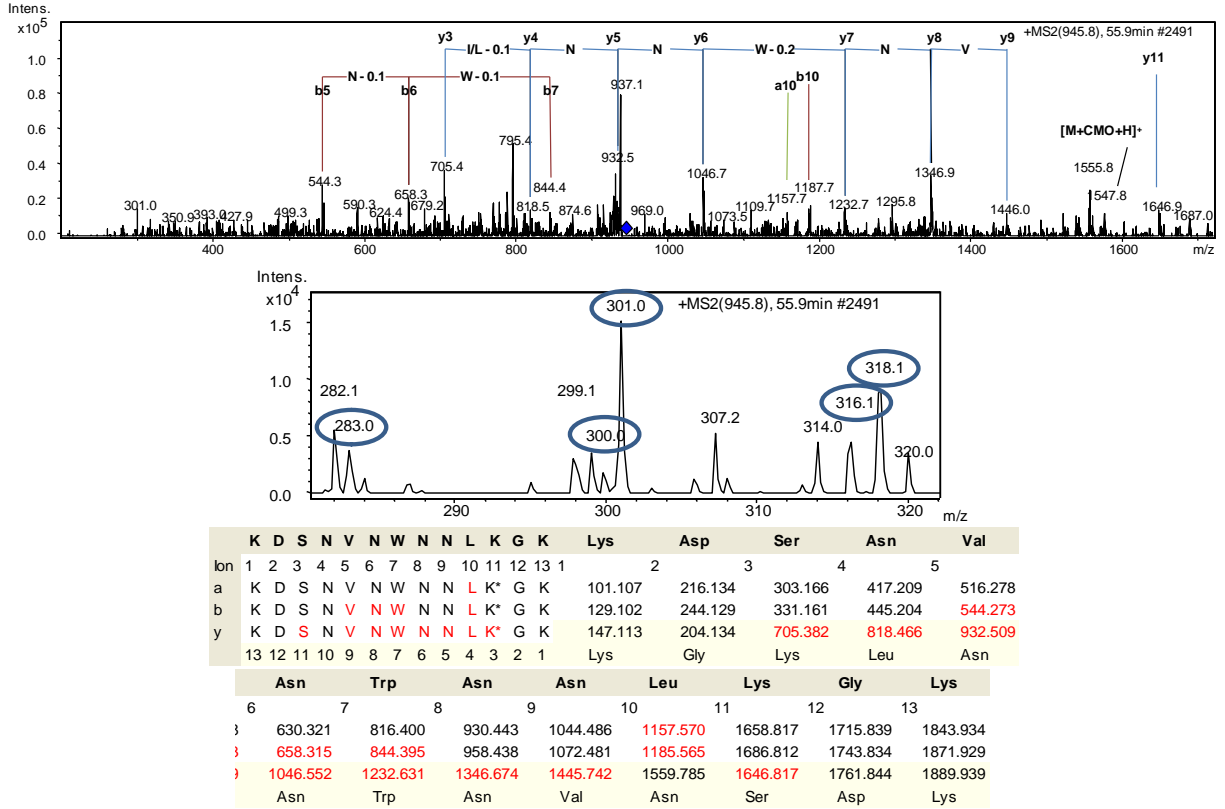 Intens.
x10⁵
1.0
0.8
0.6
0.4
0.2
0.0
+MS2(945.8), 55.9min #2491
y3 I/L - 0.1 y4 N y5 N y6 W - 0.2 y7 N y8 V y9
y11
b5 N - 0.1 b6 W - 0.1 b7
a10 b10
[M+CMO+H]⁺
301.0 350.9 393.0 427.9 499.3 544.3 590.3 624.4 658.3 679.2 705.4 795.4 818.5 844.4 874.6 932.5 937.1 969.0 1046.7 1073.5 1109.7 1157.7 1187.7 1232.7 1295.8 1346.9 1446.0 1555.8 1547.8 1646.9 1687.0
400 600 800 1000 1200 1400 1600 m/z
Intens.
x10⁴
1.5
1.0
0.5
0.0
+MS2(945.8), 55.9min #2491
282.1 283.0 299.1 300.0 301.0 307.2 314.0 316.1 318.1 320.0
290 300 310 320 m/z
K D S N V N W N N L K G K Lys Asp Ser Asn Val
Ion 1 2 3 4 5 6 7 8 9 10 11 12 13 1 2 3 4 5
a K D S N V N W N N L K* G K 101.107 216.134 303.166 417.209 516.278
b K D S N V N W N N L K* G K 129.102 244.129 331.161 445.204 544.273
y K D S N V N W N N L K* G K 147.113 204.134 705.382 818.466 932.509
13 12 11 10 9 8 7 6 5 4 3 2 1 Lys Gly Lys Leu Asn
Asn Trp Asn Asn Leu Lys Gly Lys
6 7 8 9 10 11 12 13
630.321 816.400 930.443 1044.486 1157.570 1658.817 1715.839 1843.934
658.315 844.395 958.438 1072.481 1185.565 1686.812 1743.834 1871.929
1046.552 1232.631 1346.674 1445.742 1559.785 1646.817 1761.844 1889.939
Asn Trp Asn Val Asn Ser Asp Lys